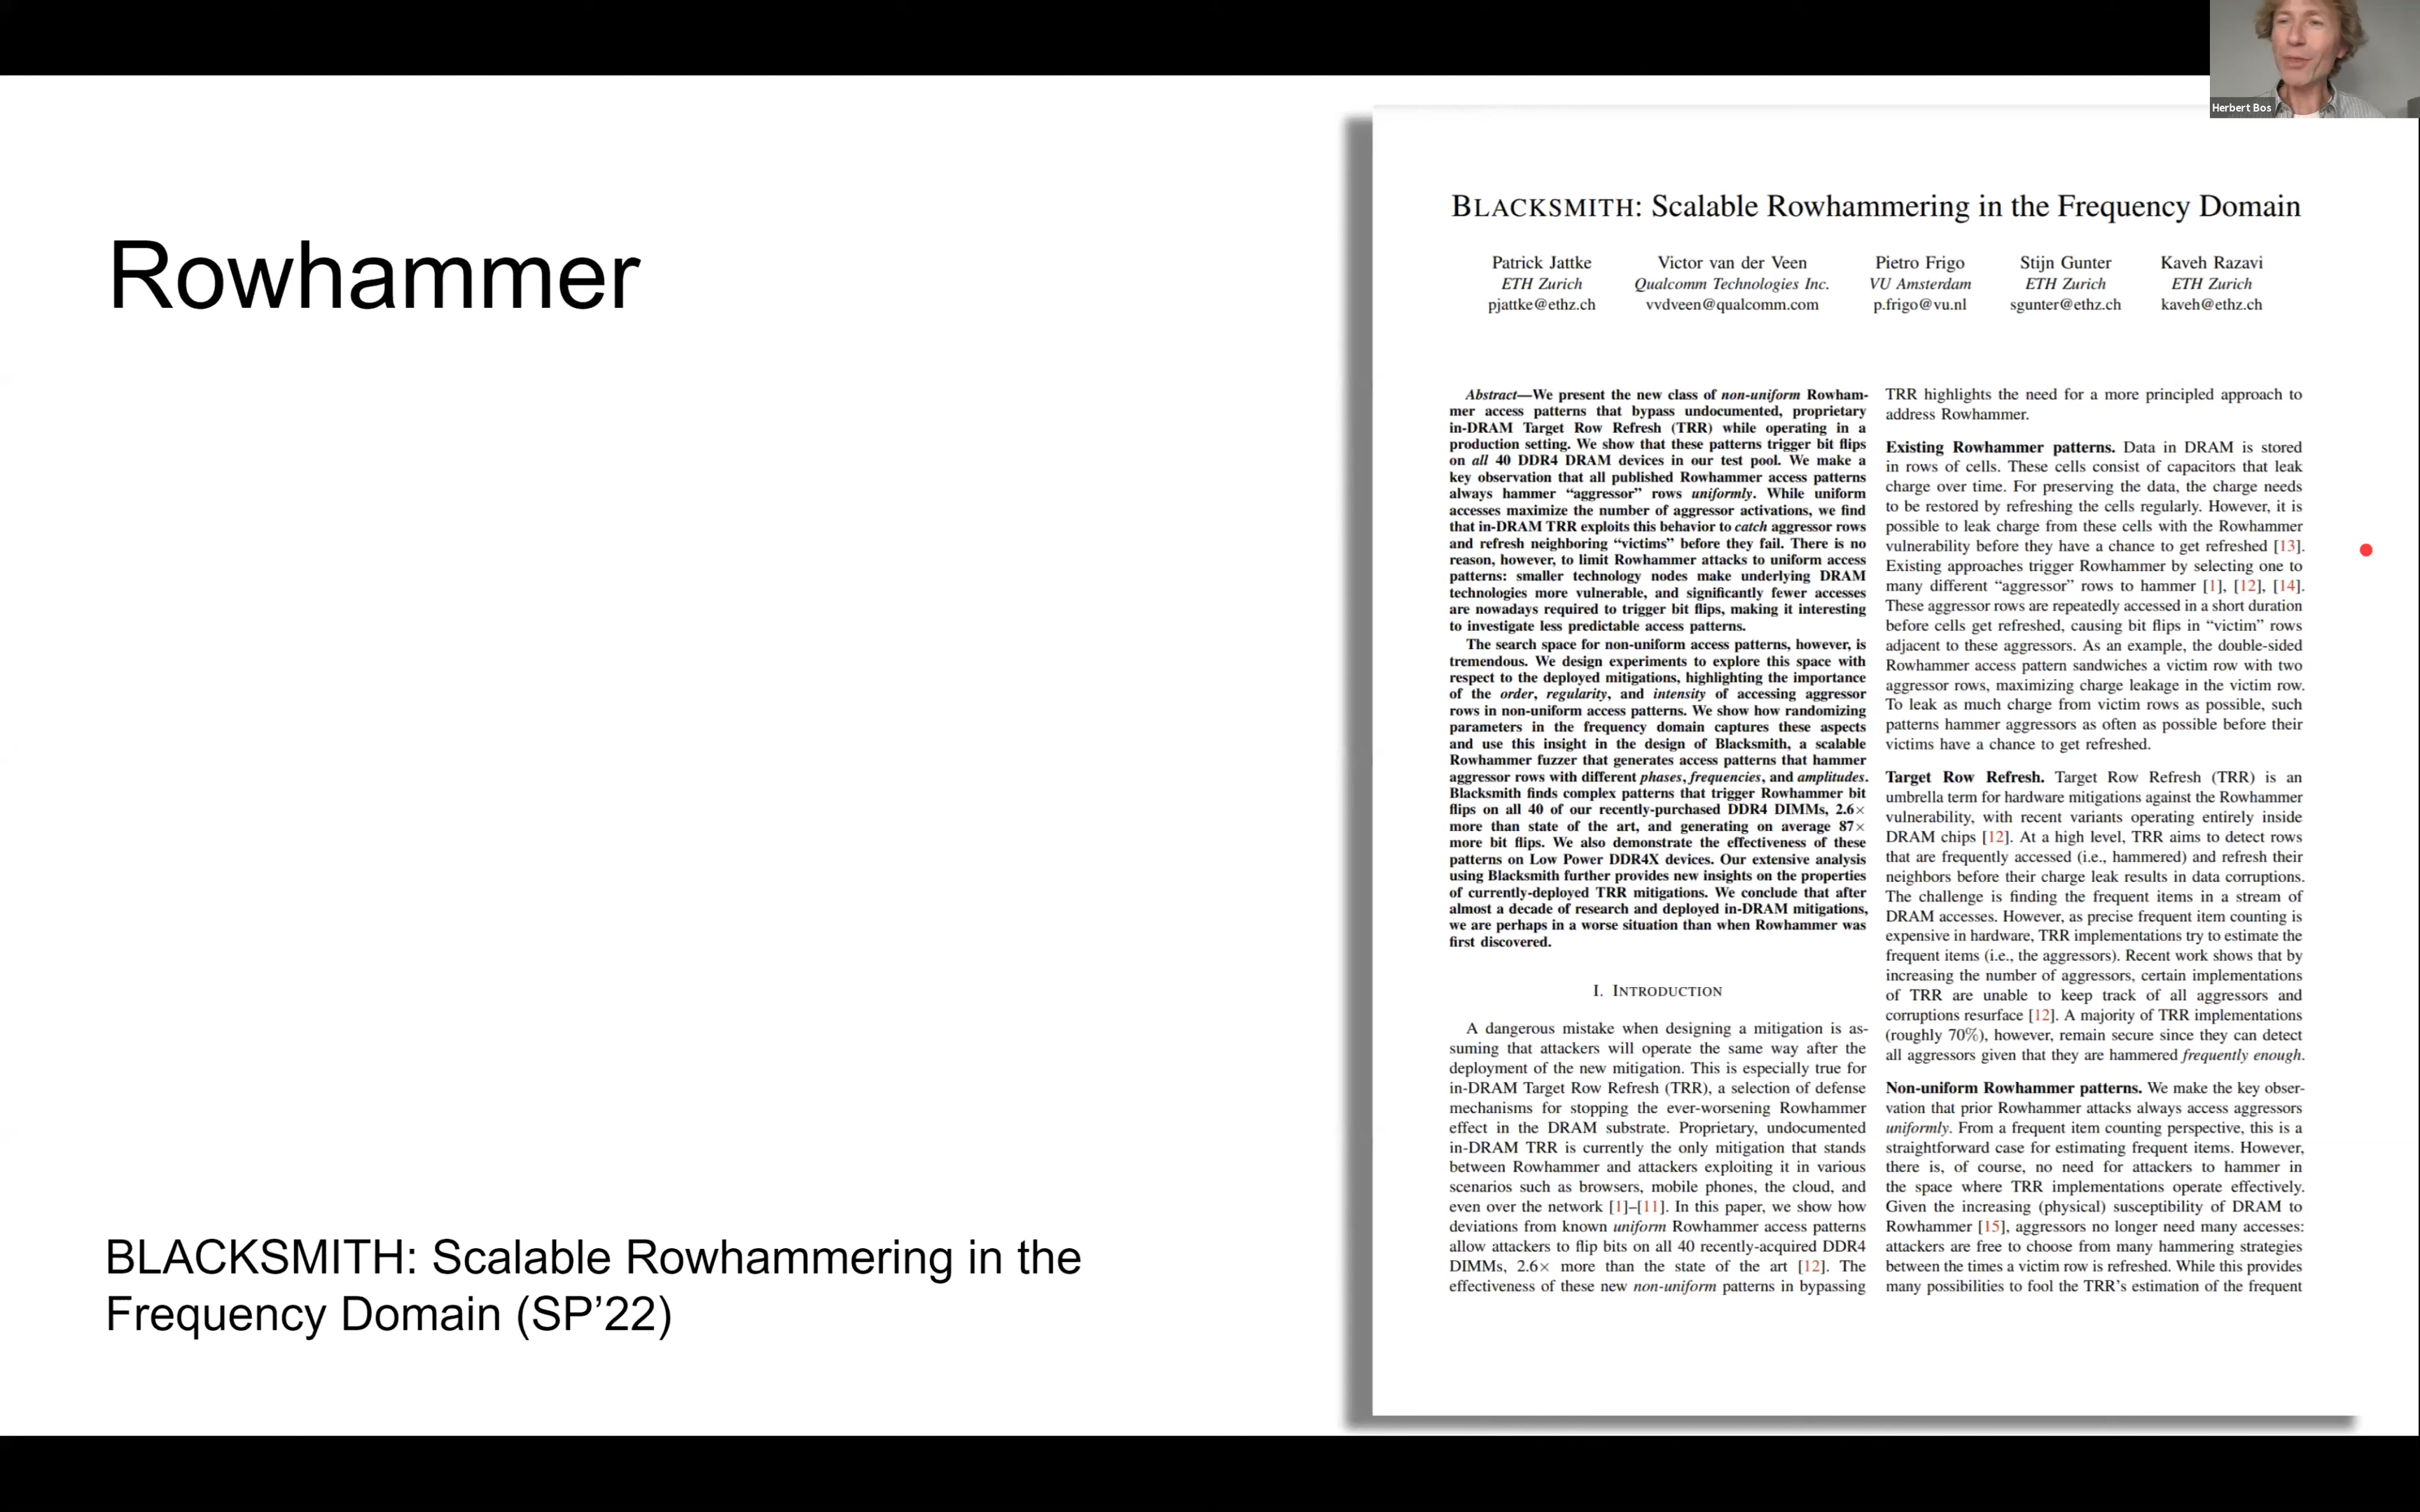 Herbert Bos
Rowhammer
BLACKSMITH: Scalable Rowhammering in the
Frequency Domain (SP’22)
BLACKSMITH: Scalable Rowhammering in the Frequency Domain
Patrick Jattke
ETH Zurich
pjattke@ethz.ch
Victor van der Veen
Qualcomm Technologies Inc.
vvdveen@qualcomm.com
Pietro Frigo
VU Amsterdam
p.frigo@vu.nl
Stijn Gunter
ETH Zurich
sgunter@ethz.ch
Kaveh Razavi
ETH Zurich
kaveh@ethz.ch
Abstract—We present the new class of non-uniform Rowham-
mer access patterns that bypass undocumented, proprietary
in-DRAM Target Row Refresh (TRR) while operating in a
production setting. We show that these patterns trigger bit flips
on all 40 DDR4 DRAM devices in our test pool. We make a
key observation that all published Rowhammer access patterns
always hammer “aggressor” rows uniformly. While uniform
accesses maximize the number of aggressor activations, we find
that in-DRAM TRR exploits this behavior to catch aggressor rows
and refresh neighboring “victims” before they fail. There is no
reason, however, to limit Rowhammer attacks to uniform access
patterns: smaller technology nodes make underlying DRAM
technologies more vulnerable, and significantly fewer accesses
are nowadays required to trigger bit flips, making it interesting
to investigate less predictable access patterns.
The search space for non-uniform access patterns, however, is
tremendous. We design experiments to explore this space with
respect to the deployed mitigations, highlighting the importance
of the order, regularity, and intensity of accessing aggressor
rows in non-uniform access patterns. We show how randomizing
parameters in the frequency domain captures these aspects
and use this insight in the design of Blacksmith, a scalable
Rowhammer fuzzer that generates access patterns that hammer
aggressor rows with different phases, frequencies, and amplitudes.
Blacksmith finds complex patterns that trigger Rowhammer bit
flips on all 40 of our recently-purchased DDR4 DIMMs, 2.6×
more than state of the art, and generating on average 87×
more bit flips. We also demonstrate the effectiveness of these
patterns on Low Power DDR4X devices. Our extensive analysis
using Blacksmith further provides new insights on the properties
of currently-deployed TRR mitigations. We conclude that after
almost a decade of research and deployed in-DRAM mitigations,
we are perhaps in a worse situation than when Rowhammer was
first discovered.
I. INTRODUCTION
A dangerous mistake when designing a mitigation is as-
suming that attackers will operate the same way after the
deployment of the new mitigation. This is especially true for
in-DRAM Target Row Refresh (TRR), a selection of defense
mechanisms for stopping the ever-worsening Rowhammer
effect in the DRAM substrate. Proprietary, undocumented
in-DRAM TRR is currently the only mitigation that stands
between Rowhammer and attackers exploiting it in various
scenarios such as browsers, mobile phones, the cloud, and
even over the network [1]–[11]. In this paper, we show how
deviations from known uniform Rowhammer access patterns
allow attackers to flip bits on all 40 recently-acquired DDR4
DIMMs, 2.6× more than the state of the art [12]. The
effectiveness of these new non-uniform patterns in bypassing
TRR highlights the need for a more principled approach to
address Rowhammer.
Existing Rowhammer patterns. Data in DRAM is stored
in rows of cells. These cells consist of capacitors that leak
charge over time. For preserving the data, the charge needs
to be restored by refreshing the cells regularly. However, it is
possible to leak charge from these cells with the Rowhammer
vulnerability before they have a chance to get refreshed [13].
Existing approaches trigger Rowhammer by selecting one to
many different “aggressor” rows to hammer [1], [12], [14].
These aggressor rows are repeatedly accessed in a short duration
before cells get refreshed, causing bit flips in “victim” rows
adjacent to these aggressors. As an example, the double-sided
Rowhammer access pattern sandwiches a victim row with two
aggressor rows, maximizing charge leakage in the victim row.
To leak as much charge from victim rows as possible, such
patterns hammer aggressors as often as possible before their
victims have a chance to get refreshed.
Target Row Refresh. Target Row Refresh (TRR) is an
umbrella term for hardware mitigations against the Rowhammer
vulnerability, with recent variants operating entirely inside
DRAM chips [12]. At a high level, TRR aims to detect rows
that are frequently accessed (i.e., hammered) and refresh their
neighbors before their charge leak results in data corruptions.
The challenge is finding the frequent items in a stream of
DRAM accesses. However, as precise frequent item counting is
expensive in hardware, TRR implementations try to estimate the
frequent items (i.e., the aggressors). Recent work shows that by
increasing the number of aggressors, certain implementations
of TRR are unable to keep track of all aggressors and
corruptions resurface [12]. A majority of TRR implementations
(roughly 70%), however, remain secure since they can detect
all aggressors given that they are hammered frequently enough.
Non-uniform Rowhammer patterns. We make the key obser-
vation that prior Rowhammer attacks always access aggressors
uniformly. From a frequent item counting perspective, this is a
straightforward case for estimating frequent items. However,
there is, of course, no need for attackers to hammer in
the space where TRR implementations operate effectively.
Given the increasing (physical) susceptibility of DRAM to
Rowhammer [15], aggressors no longer need many accesses:
attackers are free to choose from many hammering strategies
between the times a victim row is refreshed. While this provides
many possibilities to fool the TRR’s estimation of the frequent